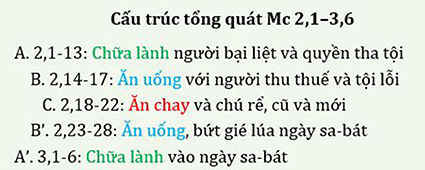 Cấu trúc tổng quát Mc 2,1–3,6
A. 2,1-13: Chữa lành người bại liệt và quyền tha tội
B. 2,14-17: Ăn uống với người thu thuế và tội lỗi
C. 2,18-22: Ăn chay và chú rể, cũ và mới
B’. 2,23-28: Ăn uống, bứt gié lúa ngày sa-bát
A’. 3,1-6: Chữa lành vào ngày sa-bát